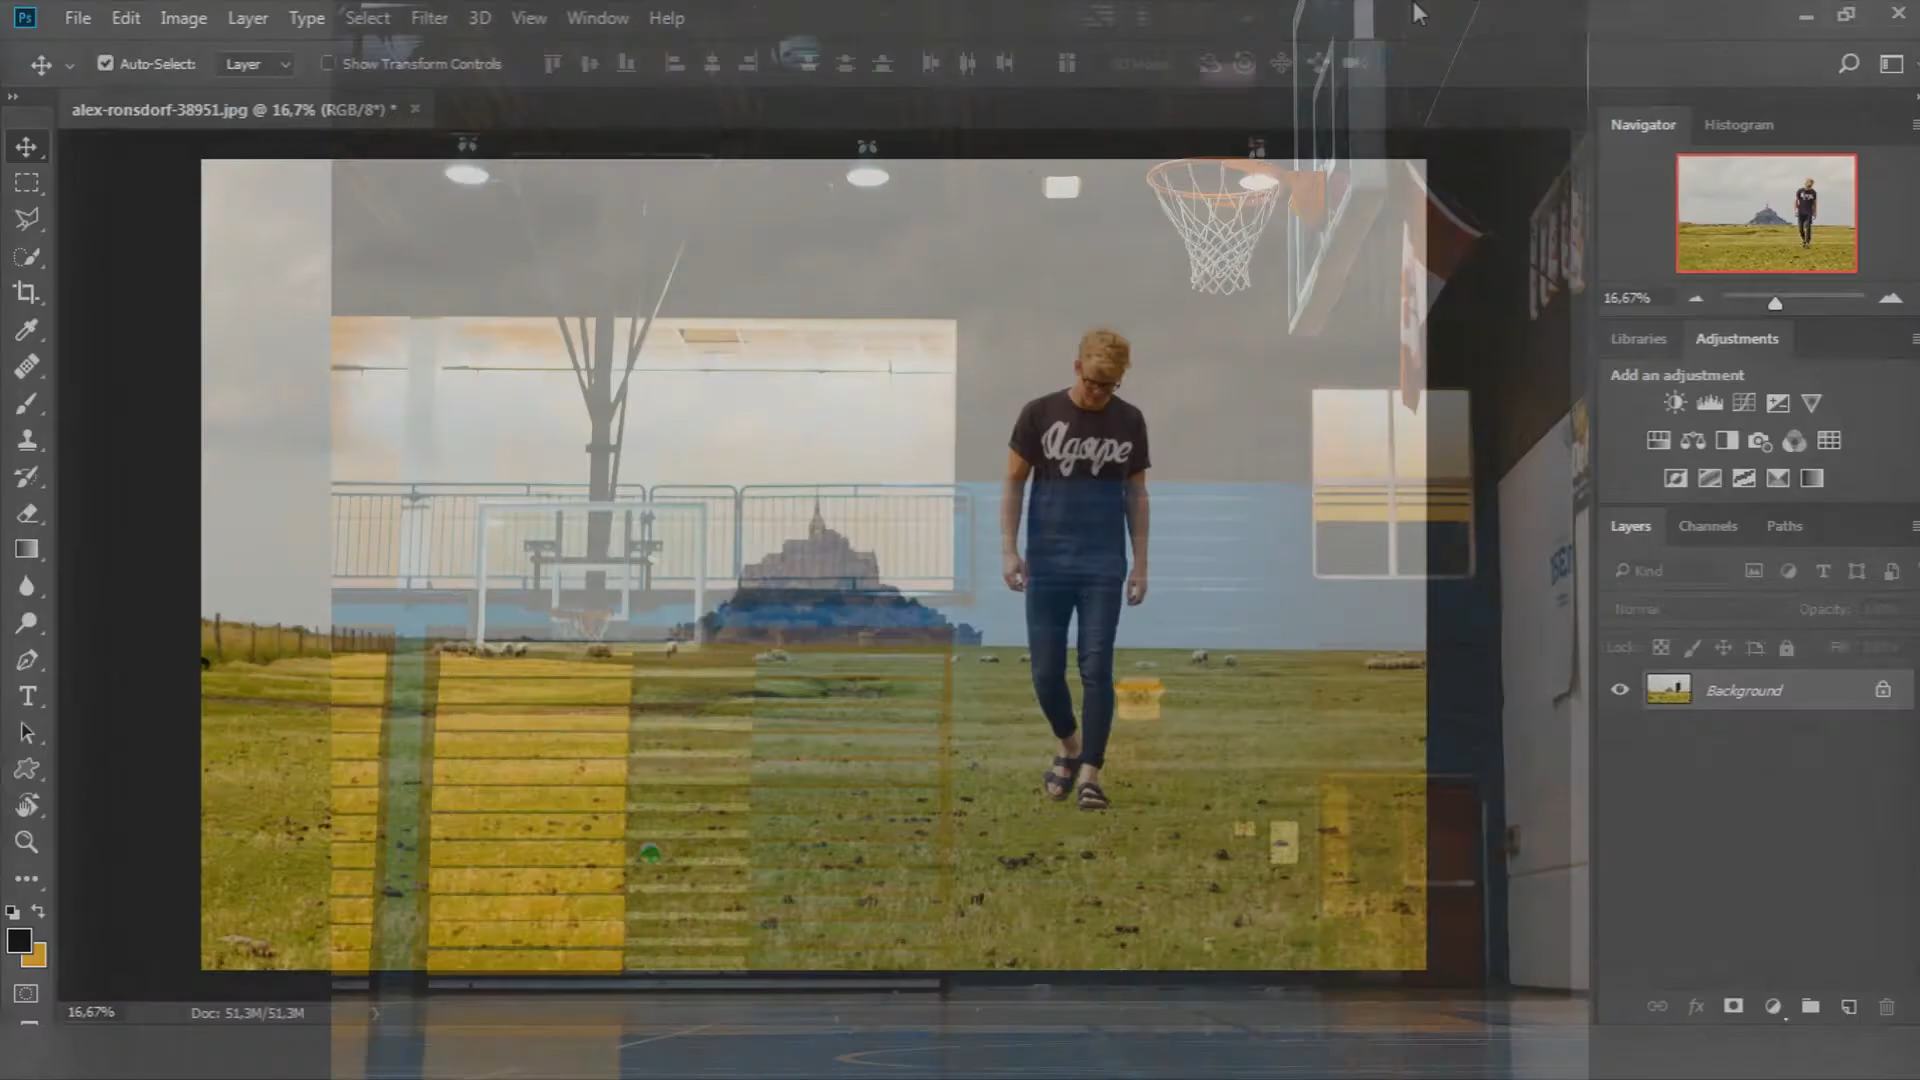 Ps File Edit Image Layer Type Select Filter 3D View Window Help
Auto-Select: Layer Show Transform Controls
alex-ronsdorf-38951.jpg @ 16,7% (RGB/8*) *
Navigator Histogram
16,67%
Libraries Adjustments
Add an adjustment
Agape
Layers Channels Paths
Kind
Normal Opacity:
Lock:
Background
fx
16,67% Doc: 51,3M/51,3M